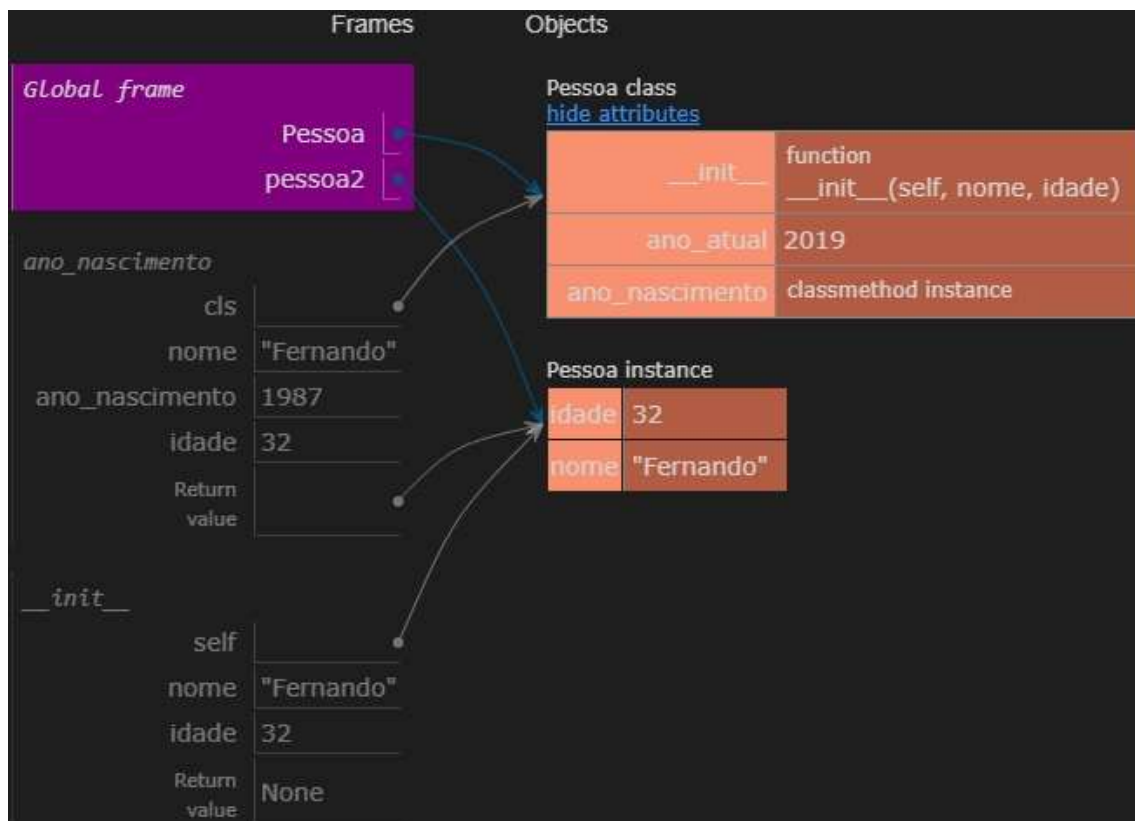 Frames Objects
Global frame
Pessoa
pessoa2
Pessoa class
hide attributes
__init__ function
__init__(self, nome, idade)
ano_atual 2019
ano_nascimento classmethod instance
ano_nascimento
cls
nome "Fernando"
ano_nascimento 1987
idade 32
Return
value
Pessoa instance
idade 32
nome "Fernando"
__init__
self
nome "Fernando"
idade 32
Return
value None